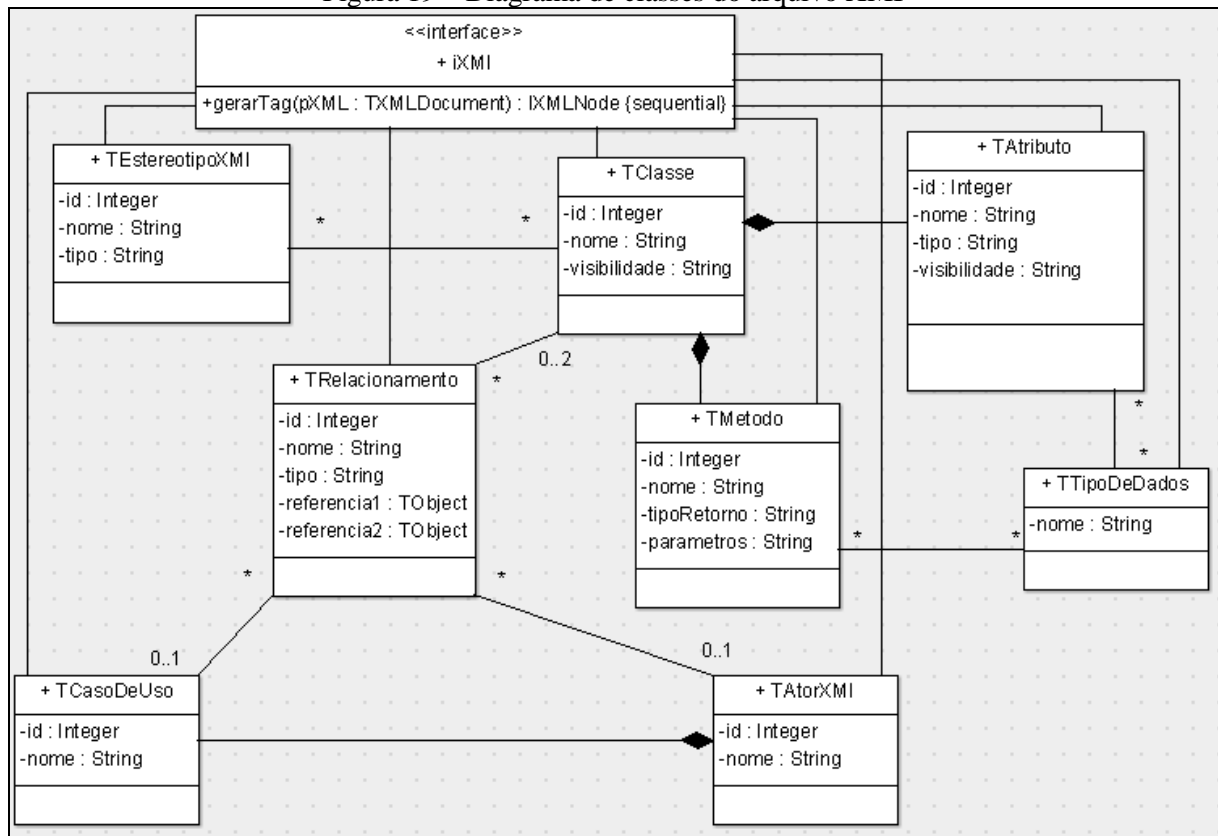 Figura 19 – Diagrama de classes do arquivo XMI
<<interface>>
+ iXMI
+gerarTag(pXML : TXMLDocument) : IXMLNode {sequential}
+ TEstereotipoXMI
-id : Integer
-nome : String
-tipo : String
*
*
+ TClasse
-id : Integer
-nome : String
-visibilidade : String
+ TAtributo
-id : Integer
-nome : String
-tipo : String
-visibilidade : String
0..2
*
+ TRelacionamento
-id : Integer
-nome : String
-tipo : String
-referencia1 : TObject
-referencia2 : TObject
*
*
+ TMetodo
-id : Integer
-nome : String
-tipoRetorno : String
-parametros : String
*
*
*
*
+ TTipoDeDados
-nome : String
0..1
0..1
+ TCasoDeUso
-id : Integer
-nome : String
+ TAtorXMI
-id : Integer
-nome : String